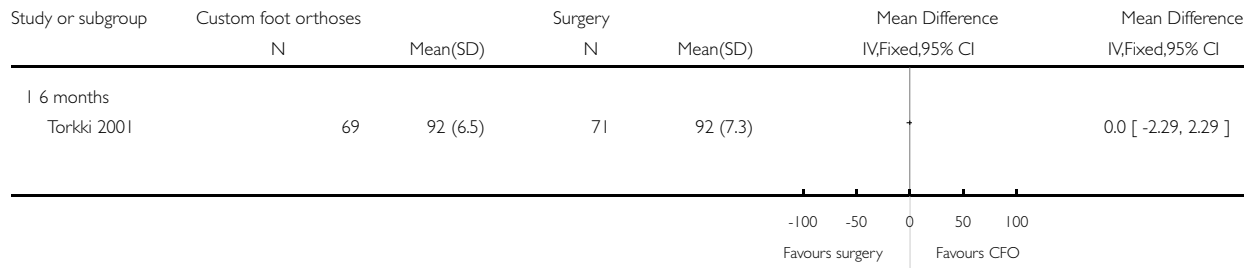 Study or subgroup Custom foot orthoses Surgery Mean Difference Mean Difference
N Mean(SD) N Mean(SD) IV,Fixed,95% CI IV,Fixed,95% CI
1 6 months
Torkki 2001 69 92 (6.5) 71 92 (7.3) 0.0 [ -2.29, 2.29 ]
-100 -50 0 50 100
Favours surgery Favours CFO